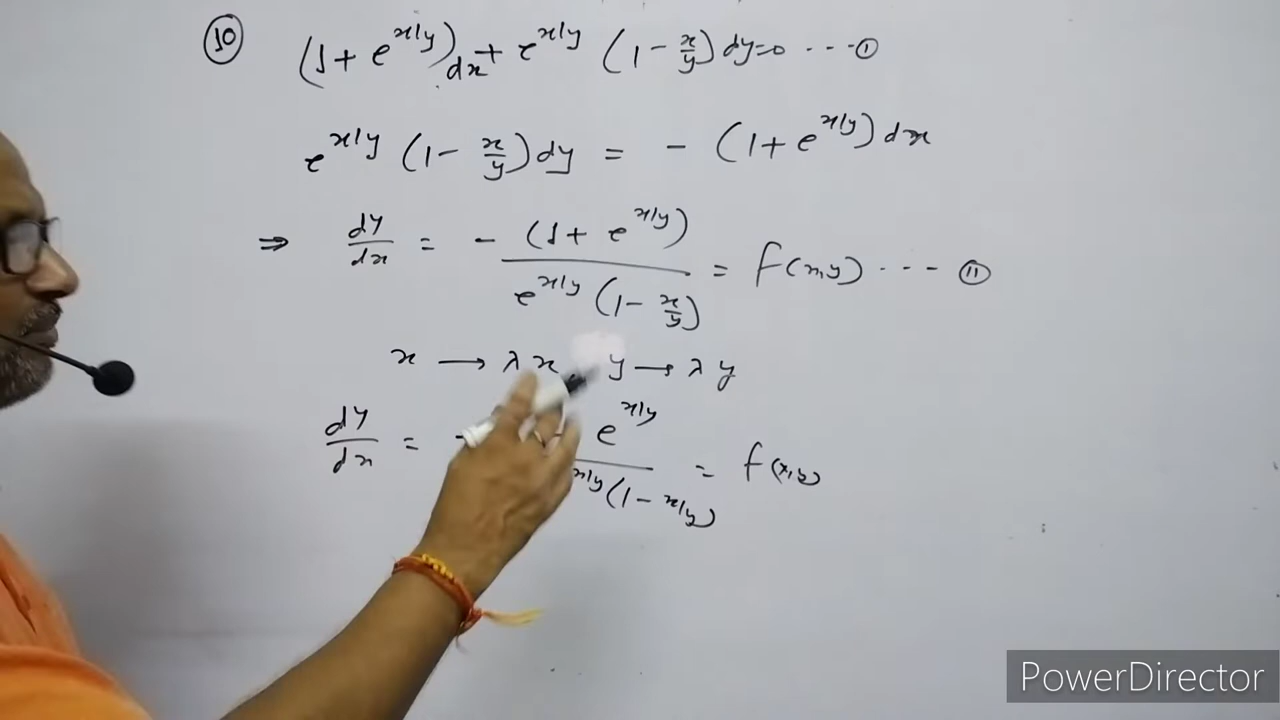 10 (1 + e^{x/y}) dx + e^{x/y} (1 - x/y) dy = 0 --- (I)
e^{x/y} (1 - x/y) dy = - (1 + e^{x/y}) dx
⇒ dy/dx = - (1 + e^{x/y}) / e^{x/y} (1 - x/y) = f(x,y) --- (II)
x → λx, y → λy
dy/dx = - e^{x/y} / x/y (1 - x/y) = f(x,y)
PowerDirector